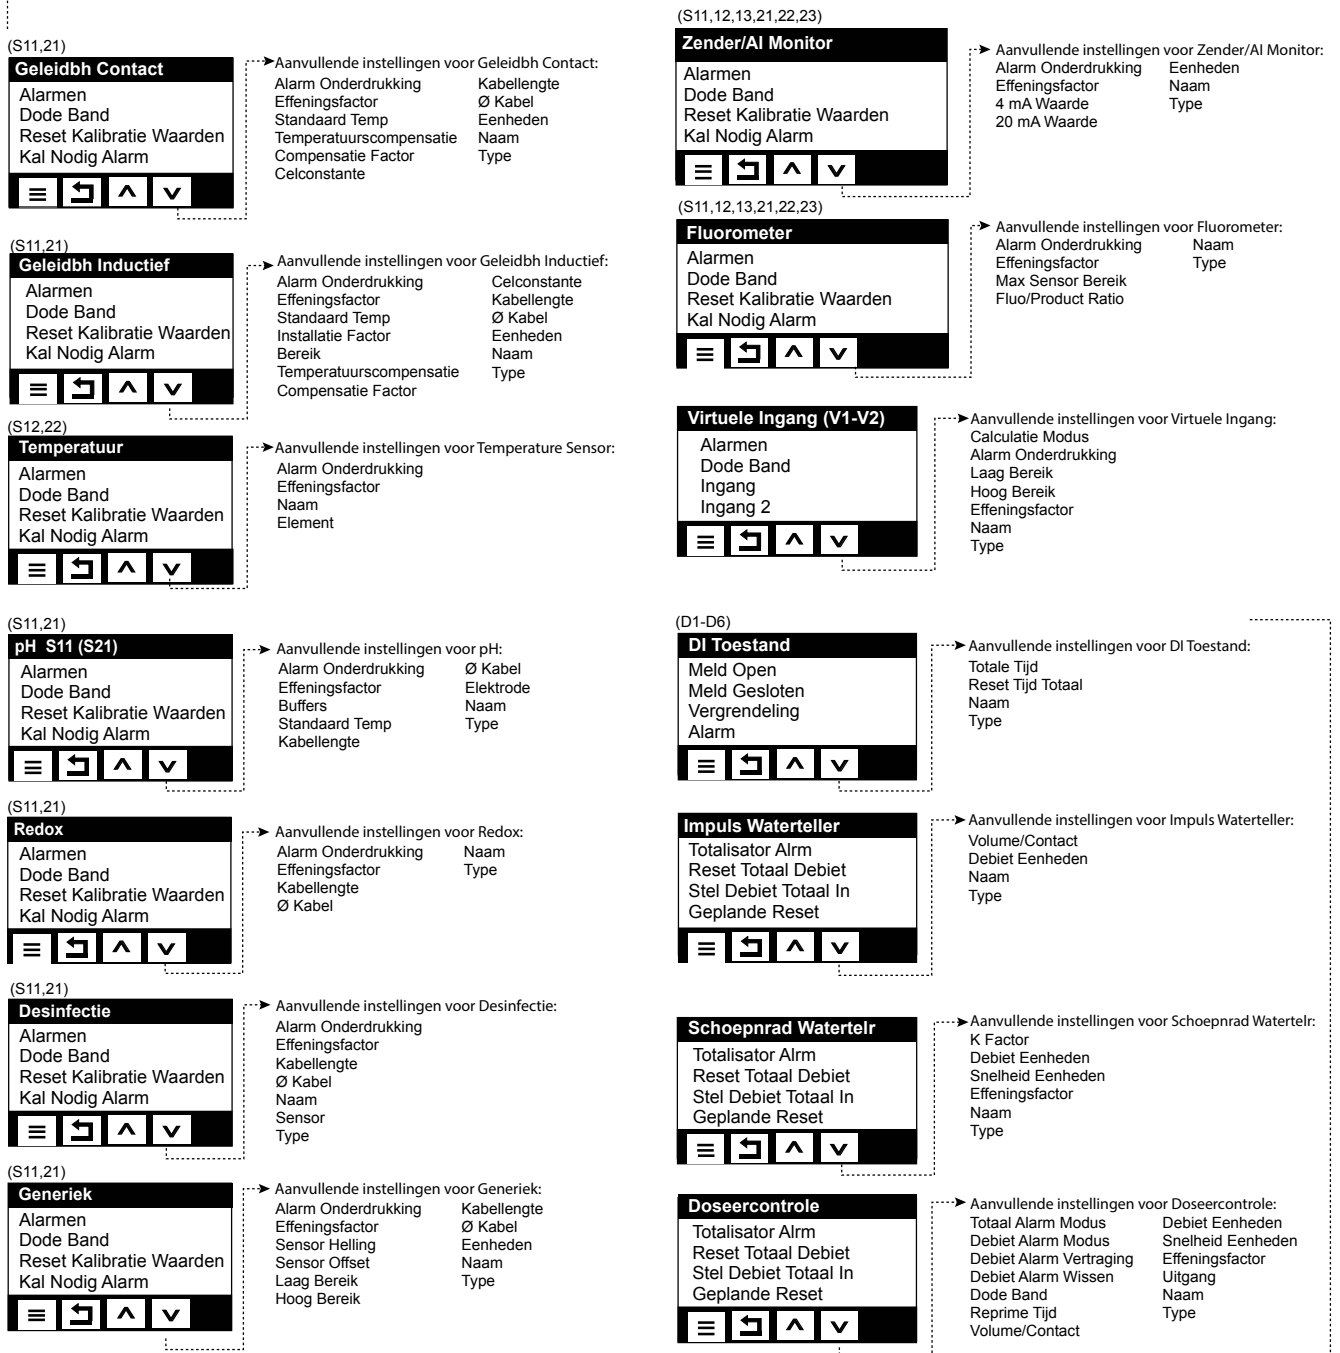 (S11,21)
Geleidbh Contact
Alarmen
Dode Band
Reset Kalibratie Waarden
Kal Nodig Alarm
Aanvullende instellingen voor Geleidbh Contact:
Alarm Onderdrukking
Effeningsfactor
Standaard Temp
Temperatuurscompensatie
Compensatie Factor
Celconstante
Kabellengte
Ø Kabel
Eenheden
Naam
Type
(S11,21)
Geleidbh Inductief
Alarmen
Dode Band
Reset Kalibratie Waarden
Kal Nodig Alarm
Aanvullende instellingen voor Geleidbh Inductief:
Alarm Onderdrukking
Effeningsfactor
Standaard Temp
Installatie Factor
Bereik
Temperatuurscompensatie
Compensatie Factor
Celconstante
Kabellengte
Ø Kabel
Eenheden
Naam
Type
(S12,22)
Temperatuur
Alarmen
Dode Band
Reset Kalibratie Waarden
Kal Nodig Alarm
Aanvullende instellingen voor Temperature Sensor:
Alarm Onderdrukking
Effeningsfactor
Naam
Element
(S11,21)
pH S11 (S21)
Alarmen
Dode Band
Reset Kalibratie Waarden
Kal Nodig Alarm
Aanvullende instellingen voor pH:
Alarm Onderdrukking
Effeningsfactor
Buffers
Standaard Temp
Kabellengte
Ø Kabel
Elektrode
Naam
Type
(S11,21)
Redox
Alarmen
Dode Band
Reset Kalibratie Waarden
Kal Nodig Alarm
Aanvullende instellingen voor Redox:
Alarm Onderdrukking
Effeningsfactor
Kabellengte
Ø Kabel
Naam
Type
(S11,21)
Desinfectie
Alarmen
Dode Band
Reset Kalibratie Waarden
Kal Nodig Alarm
Aanvullende instellingen voor Desinfectie:
Alarm Onderdrukking
Effeningsfactor
Kabellengte
Ø Kabel
Naam
Sensor
Type
(S11,21)
Generiek
Alarmen
Dode Band
Reset Kalibratie Waarden
Kal Nodig Alarm
Aanvullende instellingen voor Generiek:
Alarm Onderdrukking
Effeningsfactor
Sensor Helling
Sensor Offset
Laag Bereik
Hoog Bereik
Kabellengte
Ø Kabel
Eenheden
Naam
Type
(S11,12,13,21,22,23)
Zender/AI Monitor
Alarmen
Dode Band
Reset Kalibratie Waarden
Kal Nodig Alarm
Aanvullende instellingen voor Zender/AI Monitor:
Alarm Onderdrukking
Effeningsfactor
4 mA Waarde
20 mA Waarde
Eenheden
Naam
Type
(S11,12,13,21,22,23)
Fluorometer
Alarmen
Dode Band
Reset Kalibratie Waarden
Kal Nodig Alarm
Aanvullende instellingen voor Fluorometer:
Alarm Onderdrukking
Effeningsfactor
Max Sensor Bereik
Fluo/Product Ratio
Naam
Type
Virtuele Ingang (V1-V2)
Alarmen
Dode Band
Ingang
Ingang 2
Aanvullende instellingen voor Virtuele Ingang:
Calculatie Modus
Alarm Onderdrukking
Laag Bereik
Hoog Bereik
Effeningsfactor
Naam
Type
(D1-D6)
DI Toestand
Meld Open
Meld Gesloten
Vergrendeling
Alarm
Aanvullende instellingen voor DI Toestand:
Totale Tijd
Reset Tijd Totaal
Naam
Type
Impuls Waterteller
Totalisator Alrm
Reset Totaal Debiet
Stel Debiet Totaal In
Geplande Reset
Aanvullende instellingen voor Impuls Waterteller:
Volume/Contact
Debiet Eenheden
Naam
Type
Schoepnrad Watertelr
Totalisator Alrm
Reset Totaal Debiet
Stel Debiet Totaal In
Geplande Reset
Aanvullende instellingen voor Schoepnrad Watertelr:
K Factor
Debiet Eenheden
Snelheid Eenheden
Effeningsfactor
Naam
Type
Doseercontrole
Totalisator Alrm
Reset Totaal Debiet
Stel Debiet Totaal In
Geplande Reset
Aanvullende instellingen voor Doseercontrole:
Totaal Alarm Modus
Debiet Alarm Modus
Debiet Alarm Vertraging
Debiet Alarm Wissen
Dode Band
Reprime Tijd
Volume/Contact
Debiet Eenheden
Snelheid Eenheden
Effeningsfactor
Uitgang
Naam
Type